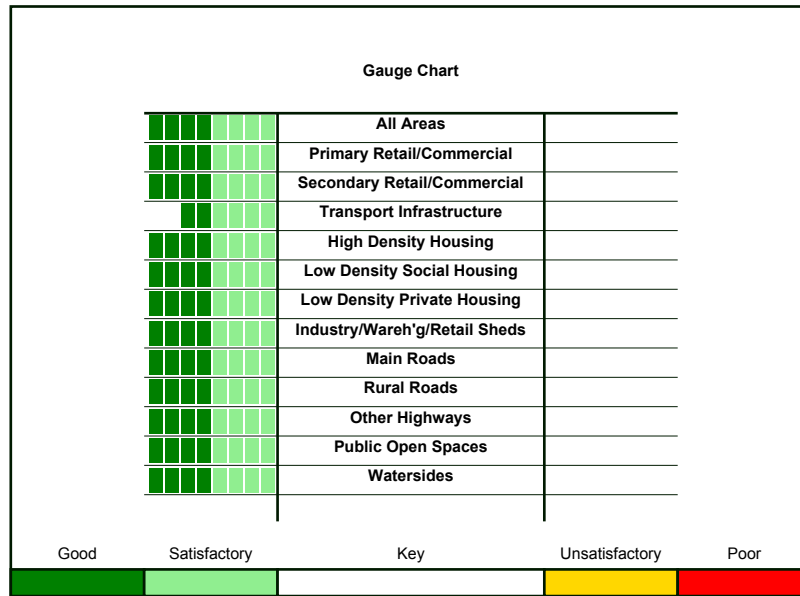 Gauge Chart
All Areas
Primary Retail/Commercial
Secondary Retail/Commercial
Transport Infrastructure
High Density Housing
Low Density Social Housing
Low Density Private Housing
Industry/Wareh'g/Retail Sheds
Main Roads
Rural Roads
Other Highways
Public Open Spaces
Watersides
Good Satisfactory Key Unsatisfactory Poor